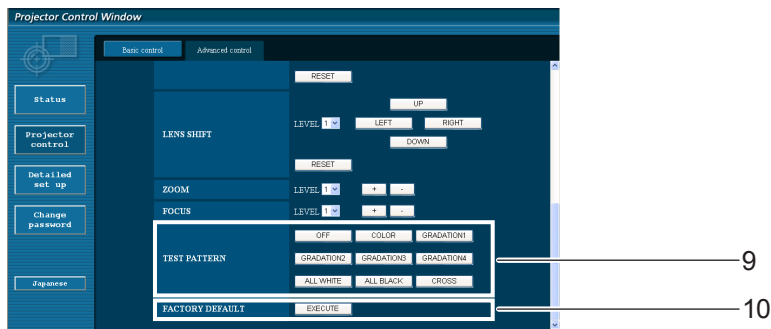 Projector Control Window
Basic control Advanced control
RESET
Status
UP
LENS SHIFT LEVEL 1 LEFT RIGHT
Projector control
DOWN
RESET
Detailed set up
ZOOM LEVEL 1 + -
FOCUS LEVEL 1 + -
Change password
OFF COLOR GRADATION1
TEST PATTERN GRADATION2 GRADATION3 GRADATION4 9
ALL WHITE ALL BLACK CROSS
Japanese
FACTORY DEFAULT EXECUTE 10